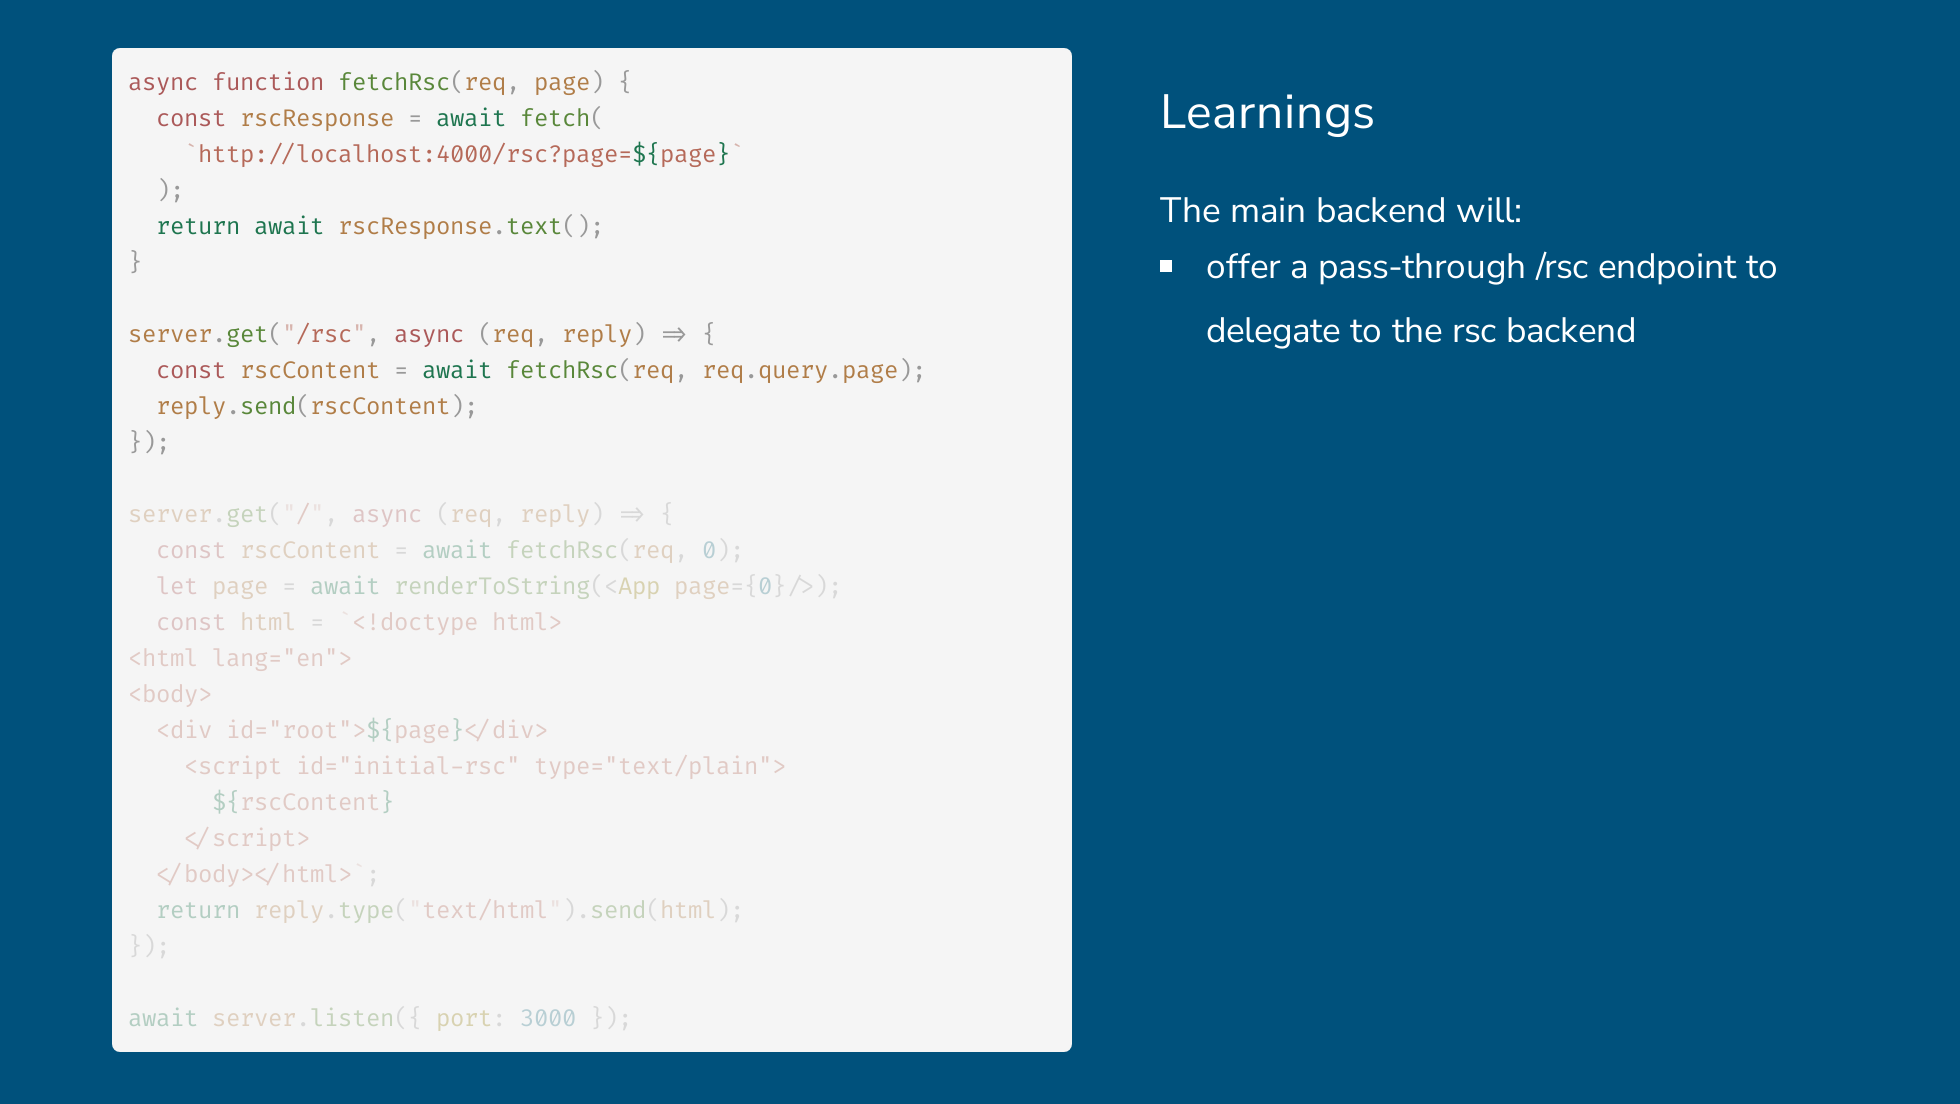 async function fetchRsc(req, page) {
  const rscResponse = await fetch(
    `http://localhost:4000/rsc?page=${page}`
  );
  return await rscResponse.text();
}

server.get("/rsc", async (req, reply) => {
  const rscContent = await fetchRsc(req, req.query.page);
  reply.send(rscContent);
});

server.get("/", async (req, reply) => {
  const rscContent = await fetchRsc(req, 0);
  let page = await renderToString(<App page={0}/>);
  const html = `<!doctype html>
<html lang="en">
<body>
  <div id="root">${page}</div>
    <script id="initial-rsc" type="text/plain">
      ${rscContent}
    </script>
  </body></html>`;
  return reply.type("text/html").send(html);
});

await server.listen({ port: 3000 });
Learnings
The main backend will:
▪ offer a pass-through /rsc endpoint to
delegate to the rsc backend